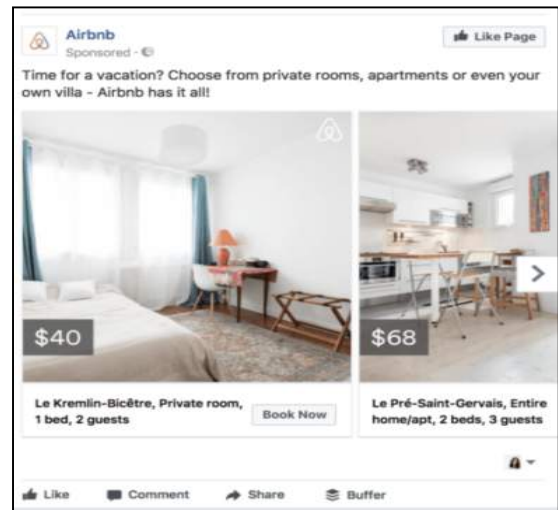 Airbnb
Like Page
Sponsored ·
Time for a vacation? Choose from private rooms, apartments or even your
own villa - Airbnb has it all!
$40
$68
Le Kremlin-Bicêtre, Private room,
1 bed, 2 guests
Book Now
Le Pré-Saint-Gervais, Entire
home/apt, 2 beds, 3 guests
Like Comment Share Buffer